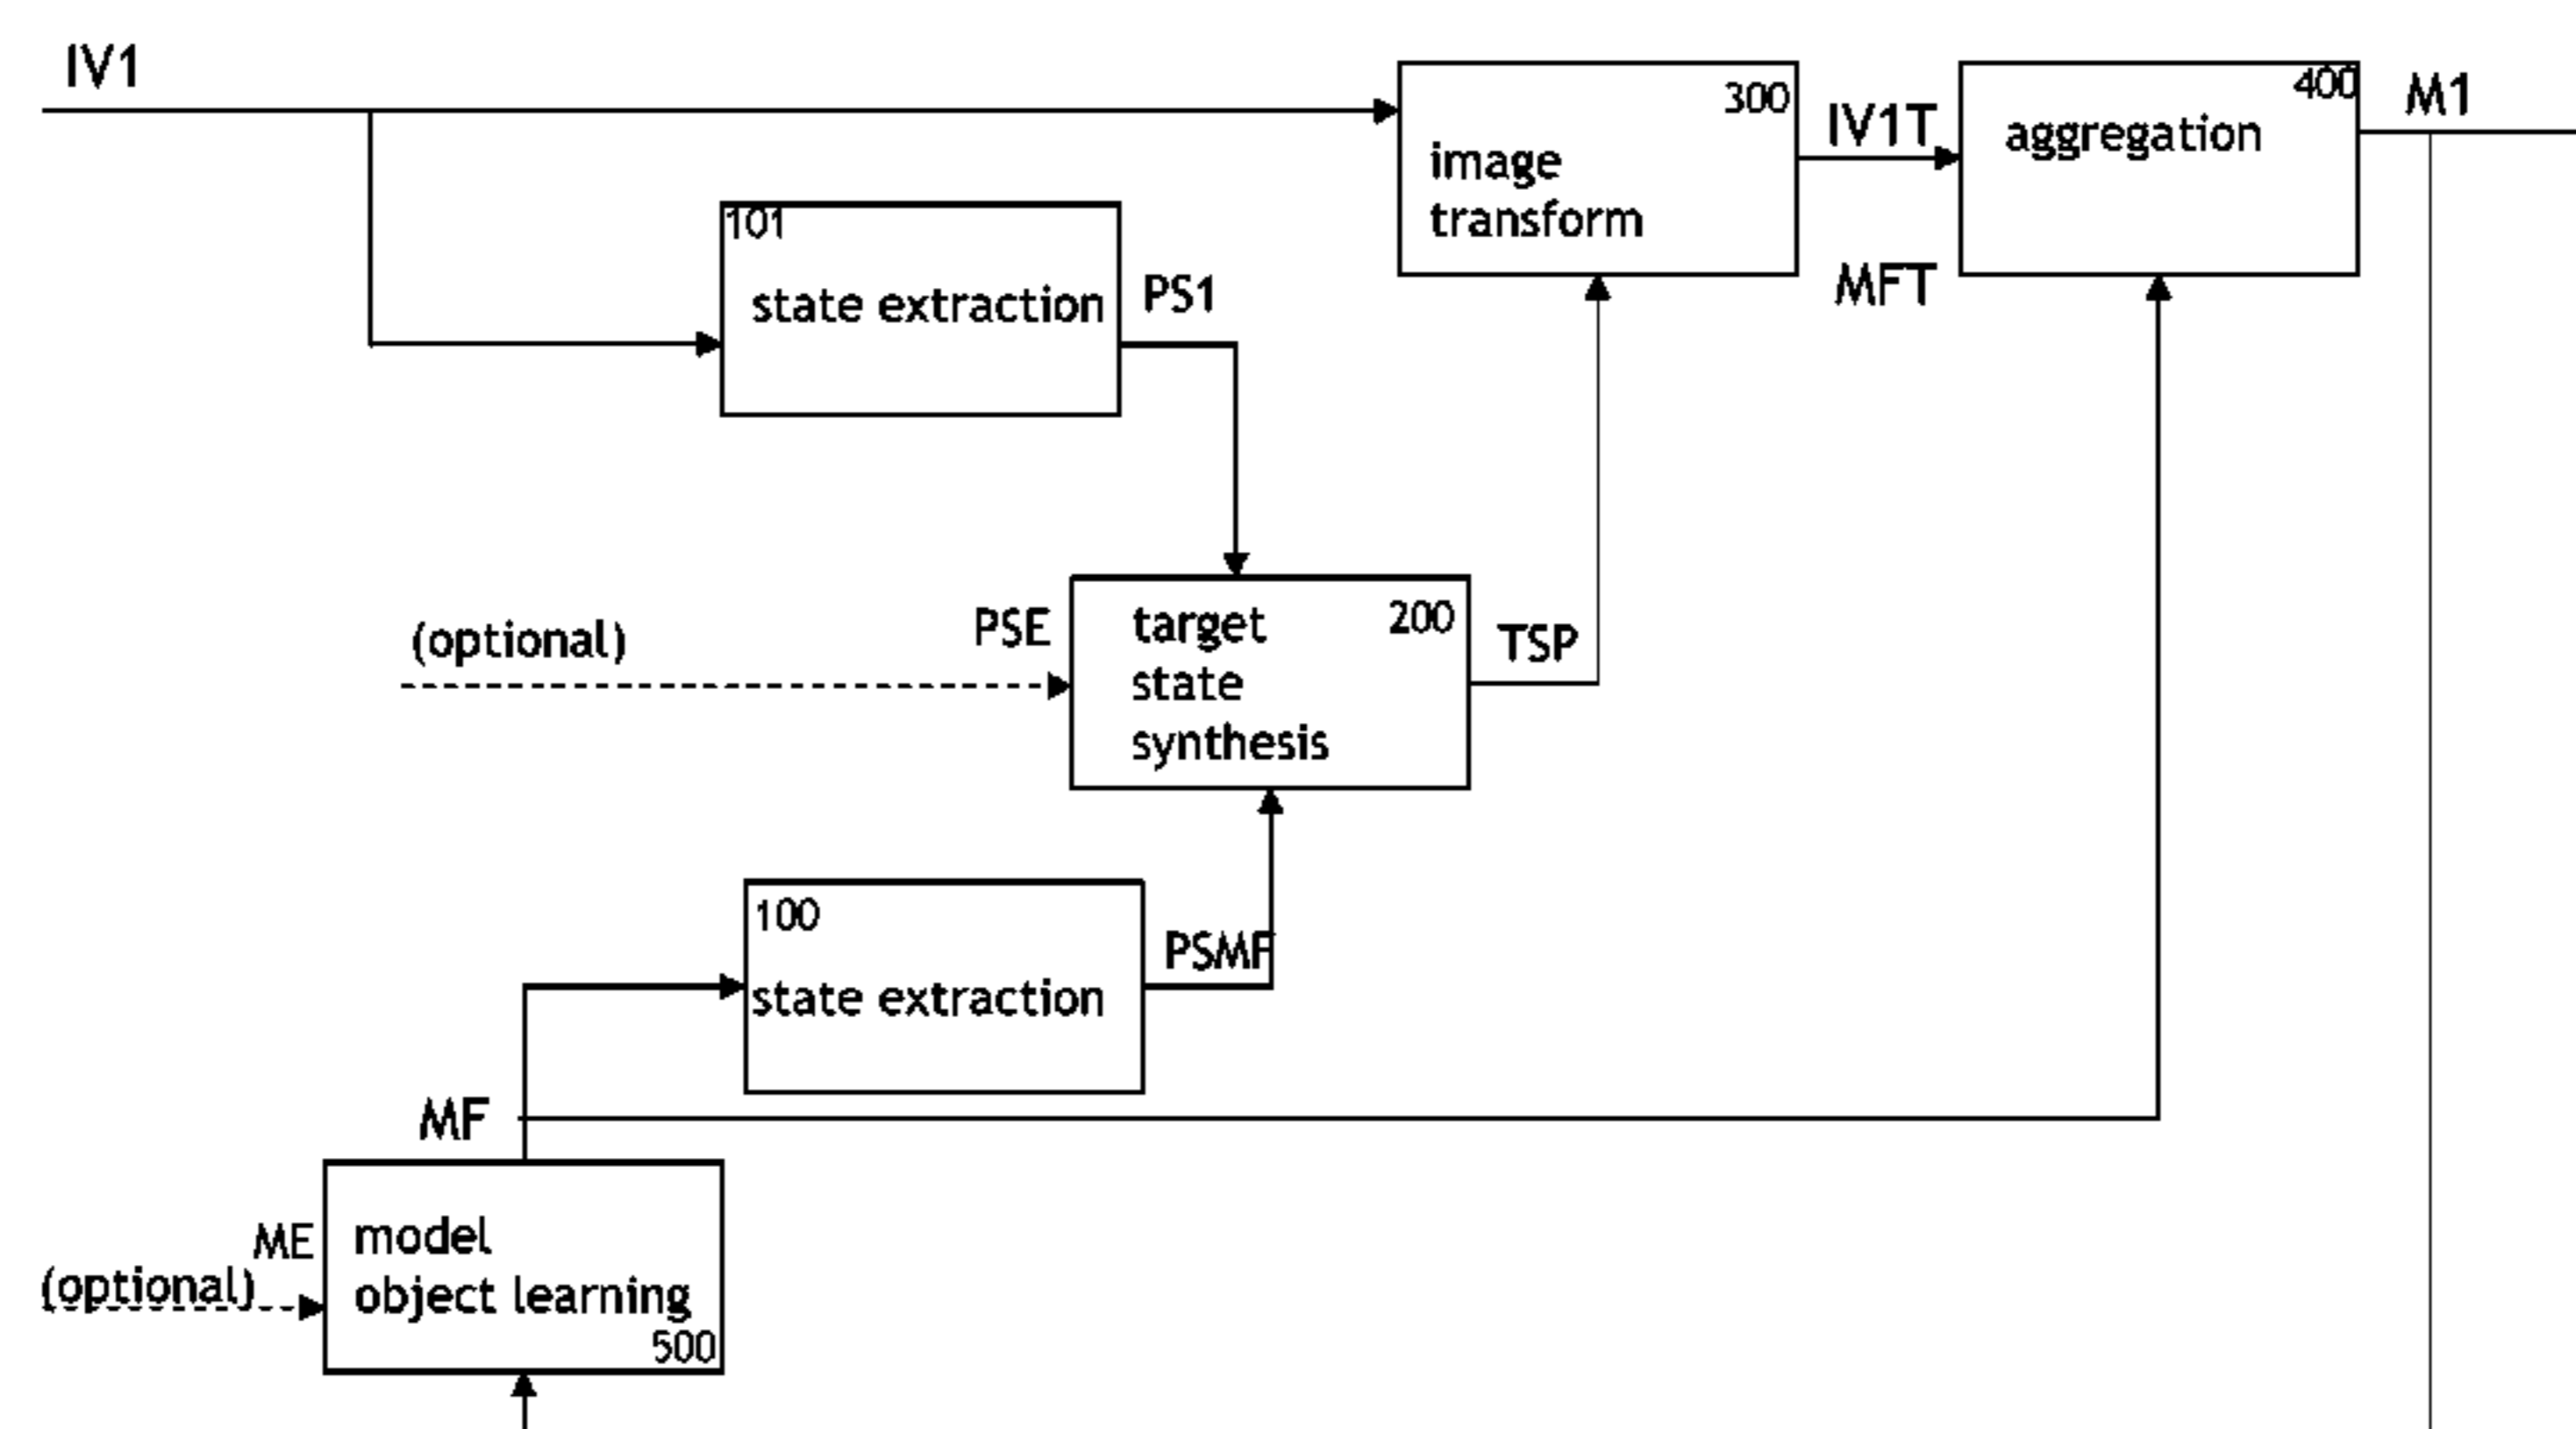 IV1
300
image
transform
IV1T
MFT
400
aggregation
M1
101
state extraction
PS1
(optional)
PSE
target
state
synthesis
200
TSP
100
state extraction
PSMF
MF
ME
(optional)
model
object learning
500